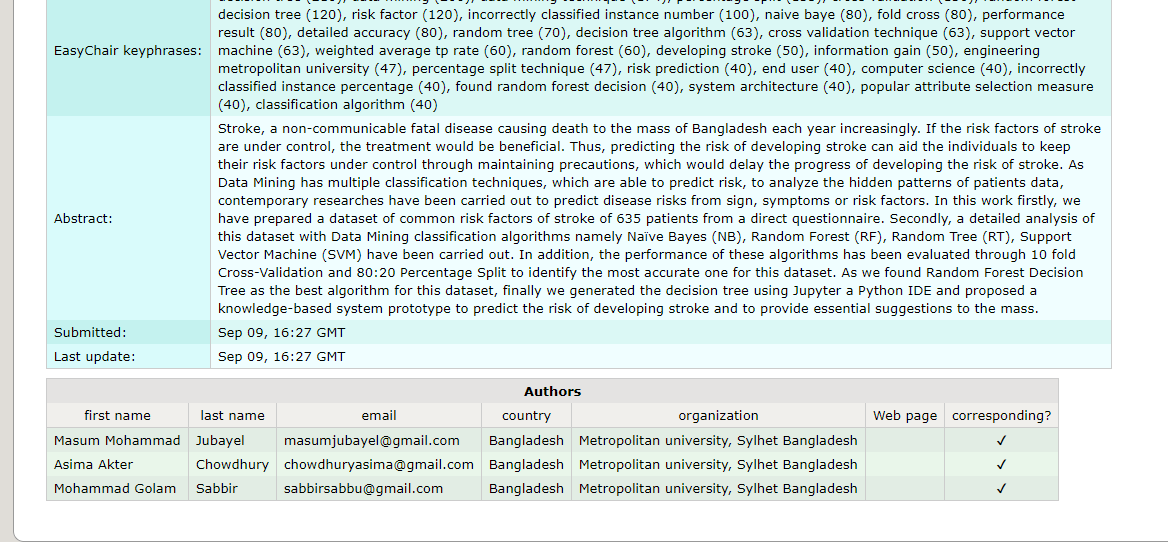 decision tree (120), risk factor (120), incorrectly classified instance number (100), naive baye (80), fold cross (80), performance
EasyChair keyphrases:
result (80), detailed accuracy (80), random tree (70), decision tree algorithm (63), cross validation technique (63), support vector
machine (63), weighted average tp rate (60), random forest (60), developing stroke (50), information gain (50), engineering
metropolitan university (47), percentage split technique (47), risk prediction (40), end user (40), computer science (40), incorrectly
classified instance percentage (40), found random forest decision (40), system architecture (40), popular attribute selection measure
(40), classification algorithm (40)
Abstract:
Stroke, a non-communicable fatal disease causing death to the mass of Bangladesh each year increasingly. If the risk factors of stroke
are under control, the treatment would be beneficial. Thus, predicting the risk of developing stroke can aid the individuals to keep
their risk factors under control through maintaining precautions, which would delay the progress of developing the risk of stroke. As
Data Mining has multiple classification techniques, which are able to predict risk, to analyze the hidden patterns of patients data,
contemporary researches have been carried out to predict disease risks from sign, symptoms or risk factors. In this work firstly, we
have prepared a dataset of common risk factors of stroke of 635 patients from a direct questionnaire. Secondly, a detailed analysis of
this dataset with Data Mining classification algorithms namely Naïve Bayes (NB), Random Forest (RF), Random Tree (RT), Support
Vector Machine (SVM) have been carried out. In addition, the performance of these algorithms has been evaluated through 10 fold
Cross-Validation and 80:20 Percentage Split to identify the most accurate one for this dataset. As we found Random Forest Decision
Tree as the best algorithm for this dataset, finally we generated the decision tree using Jupyter a Python IDE and proposed a
knowledge-based system prototype to predict the risk of developing stroke and to provide essential suggestions to the mass.
Submitted: Sep 09, 16:27 GMT
Last update: Sep 09, 16:27 GMT
Authors
first name last name email country organization Web page corresponding?
Masum Mohammad Jubayel masumjubayel@gmail.com Bangladesh Metropolitan university, Sylhet Bangladesh ✓
Asima Akter Chowdhury chowdhuryasima@gmail.com Bangladesh Metropolitan university, Sylhet Bangladesh ✓
Mohammad Golam Sabbir sabbirsabbu@gmail.com Bangladesh Metropolitan university, Sylhet Bangladesh ✓